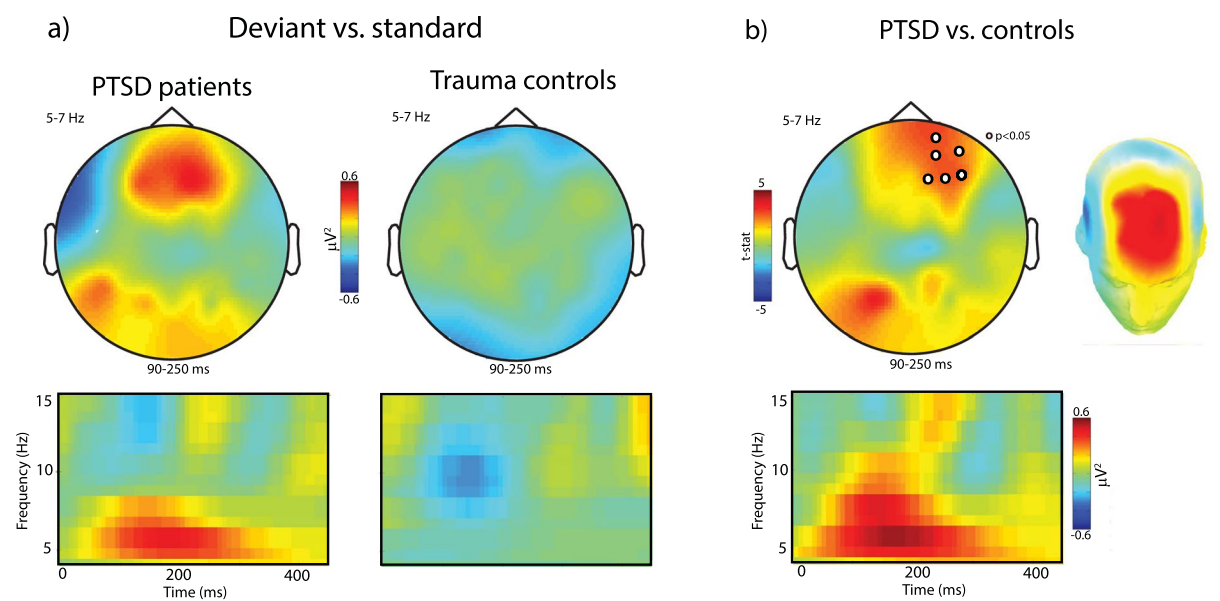 a)
Deviant vs. standard
b)
PTSD vs. controls
PTSD patients
Trauma controls
5-7 Hz
5-7 Hz
5-7 Hz
p<0.05
0.6
μV²
-0.6
5
t-stat
-5
90-250 ms
90-250 ms
90-250 ms
15
10
5
Frequency (Hz)
0
200
400
Time (ms)
15
10
5
Frequency (Hz)
0
200
400
Time (ms)
0.6
μV²
-0.6